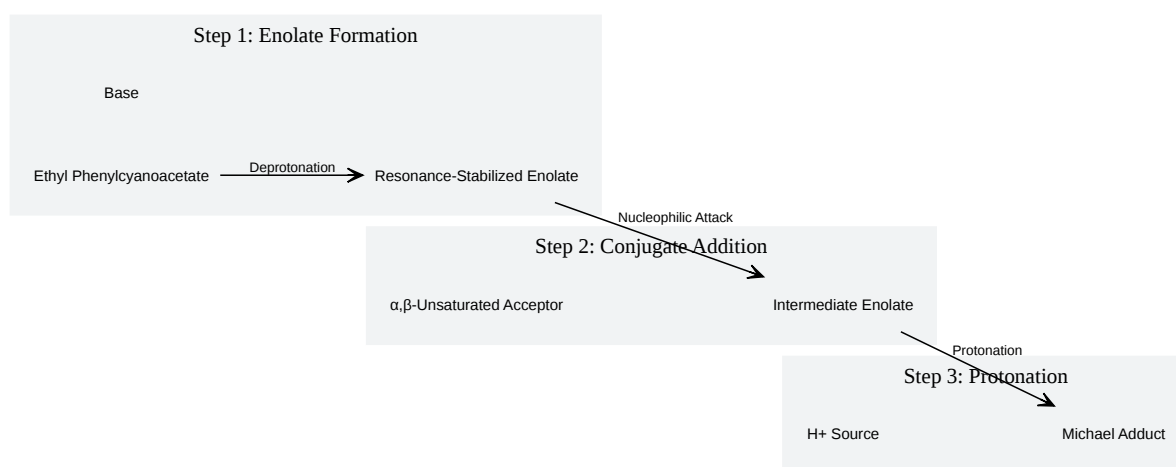 Step 1: Enolate Formation
Base
Ethyl Phenylcyanoacetate
Deprotonation
Resonance-Stabilized Enolate
Nucleophilic Attack
Step 2: Conjugate Addition
α,β-Unsaturated Acceptor
Intermediate Enolate
Protonation
Step 3: Protonation
H+ Source
Michael Adduct